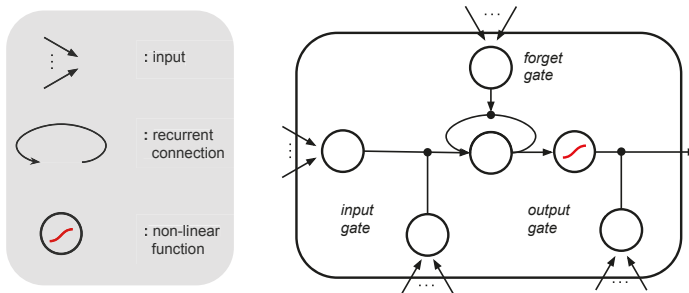 : input
: recurrent
connection
: non-linear
function
forget
gate
input
gate
output
gate